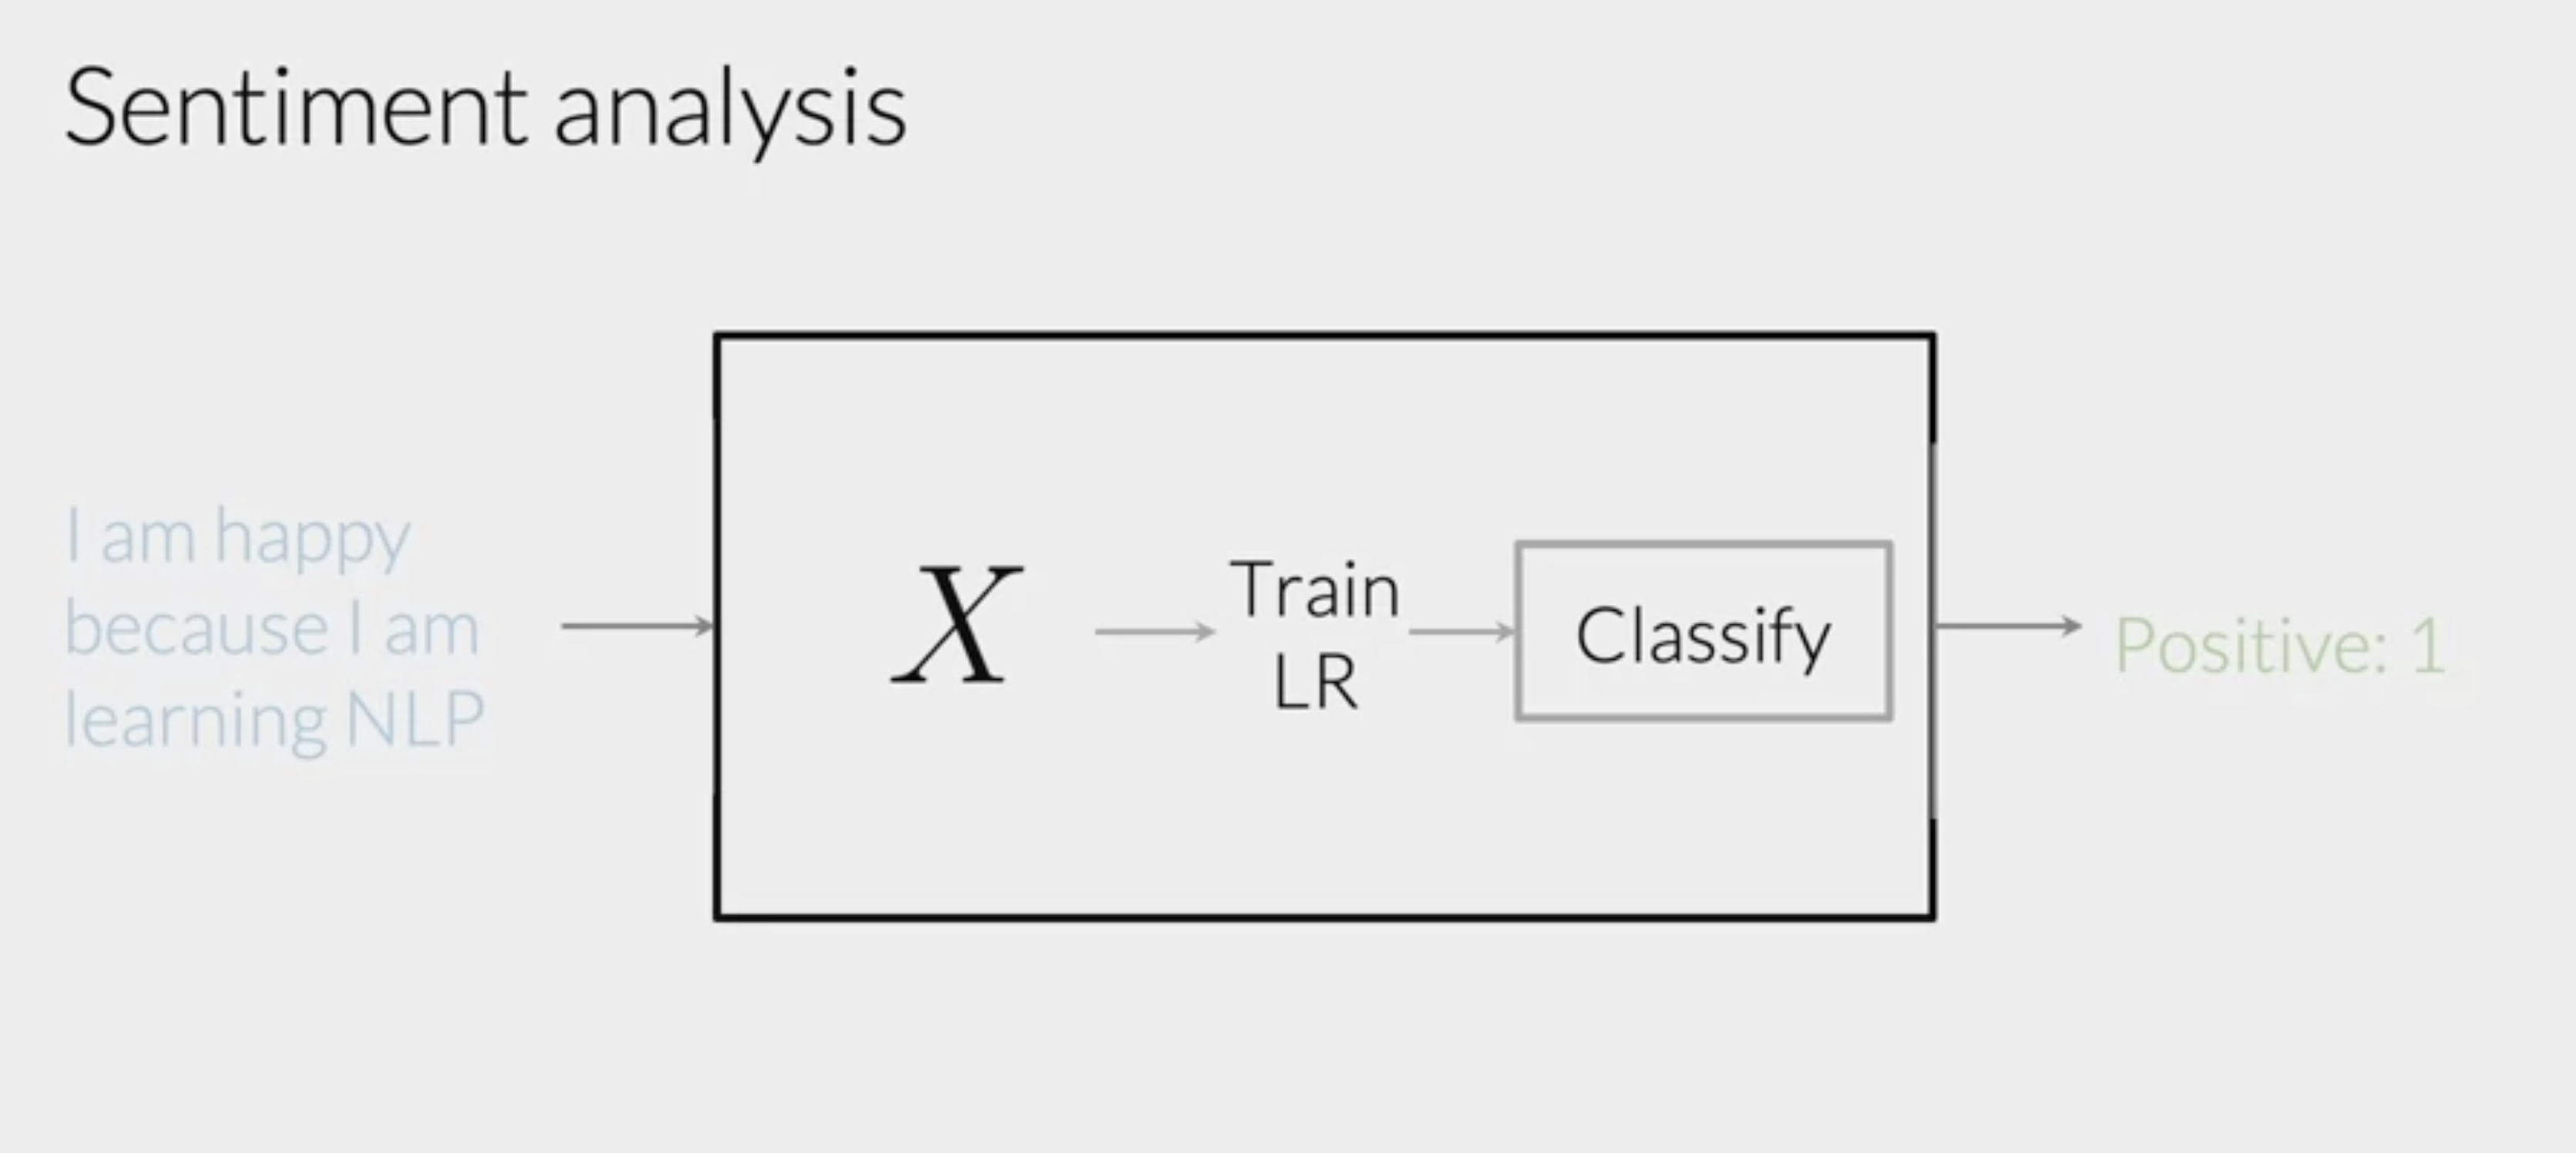 Sentiment analysis
I am happy
because I am
learning NLP
X
Train
LR
Classify
Positive: 1